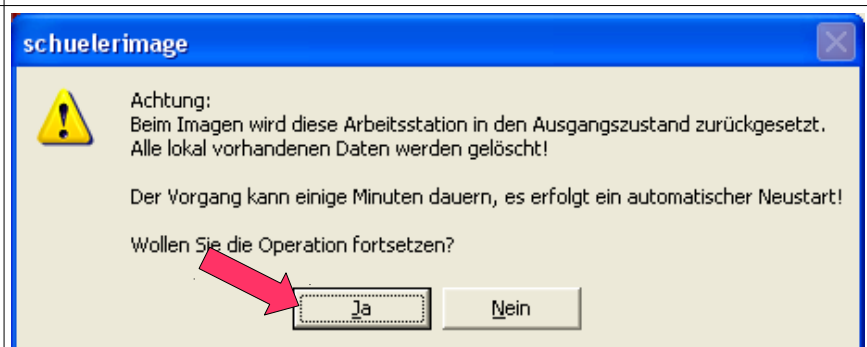 schuelerimage
Achtung:
Beim Imagen wird diese Arbeitsstation in den Ausgangszustand zurückgesetzt.
Alle lokal vorhandenen Daten werden gelöscht!
Der Vorgang kann einige Minuten dauern, es erfolgt ein automatischer Neustart!
Wollen Sie die Operation fortsetzen?
Ja Nein